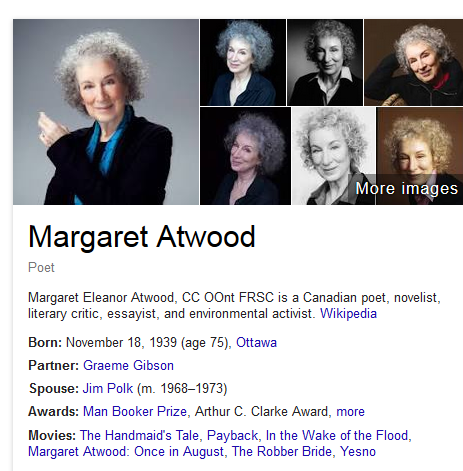 More images
Margaret Atwood
Poet
Margaret Eleanor Atwood, CC OOnt FRSC is a Canadian poet, novelist,
literary critic, essayist, and environmental activist. Wikipedia
Born: November 18, 1939 (age 75), Ottawa
Partner: Graeme Gibson
Spouse: Jim Polk (m. 1968–1973)
Awards: Man Booker Prize, Arthur C. Clarke Award, more
Movies: The Handmaid's Tale, Payback, In the Wake of the Flood,
Margaret Atwood: Once in August, The Robber Bride, Yesno